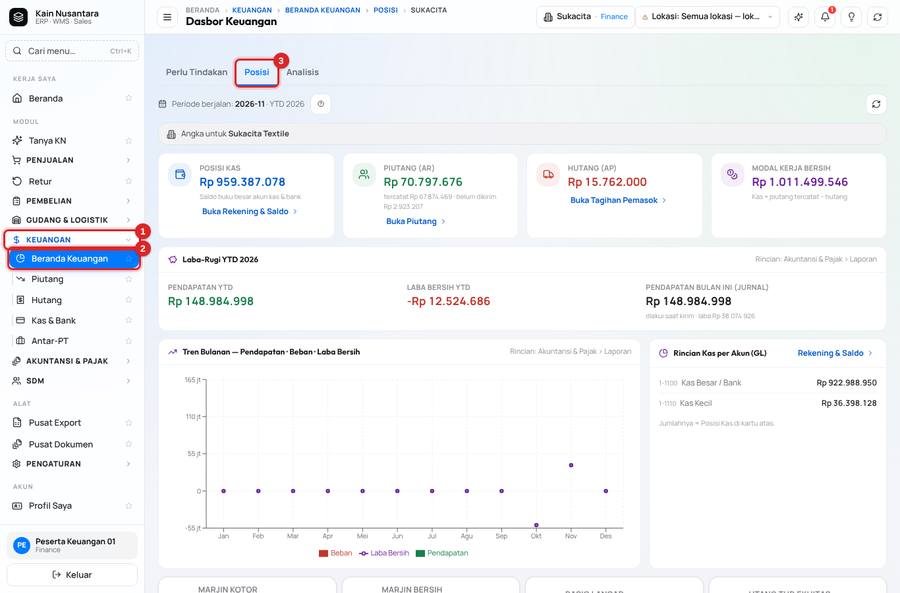 Kain Nusantara
ERP · WMS · Sales
Cari menu...
Ctrl+K
KERJA SAYA
Beranda
MODUL
Tanya KN
PENJUALAN
Retur
PEMBELIAN
GUDANG & LOGISTIK
KEUANGAN
1
Beranda Keuangan
2
Piutang
Hutang
Kas & Bank
Antar-PT
AKUNTANSI & PAJAK
SDM
ALAT
Pusat Export
Pusat Dokumen
PENGATURAN
AKUN
Profil Saya
PE
Peserta Keuangan 01
Finance
Keluar
BERANDA › KEUANGAN › BERANDA KEUANGAN › POSISI › SUKACITA
Dasbor Keuangan
Sukacita · Finance
Lokasi: Semua lokasi — lok...
1
Perlu Tindakan
Posisi
3
Analisis
Periode berjalan: 2026-11 · YTD 2026
Angka untuk Sukacita Textile
POSISI KAS
Rp 959.387.078
Saldo buku besar akun kas & bank
Buka Rekening & Saldo
PIUTANG (AR)
Rp 70.797.676
tercatat Rp 67.874.469 · belum dikirim
Rp 2.923.207
Buka Piutang
HUTANG (AP)
Rp 15.762.000
Buka Tagihan Pemasok
MODAL KERJA BERSIH
Rp 1.011.499.546
Kas + piutang tercatat − hutang
Laba-Rugi YTD 2026
Rincian: Akuntansi & Pajak › Laporan
PENDAPATAN YTD
Rp 148.984.998
LABA BERSIH YTD
-Rp 12.524.686
PENDAPATAN BULAN INI (JURNAL)
Rp 148.984.998
diakui saat kirim · laba Rp 38.074.926
Tren Bulanan — Pendapatan · Beban · Laba Bersih
Rincian: Akuntansi & Pajak › Laporan
165 jt
110 jt
55 jt
0
-55 jt
Jan Feb Mar Apr Mei Jun Jul Agu Sep Okt Nov Des
Beban Laba Bersih Pendapatan
Rincian Kas per Akun (GL)
Rekening & Saldo
1-1100 Kas Besar / Bank Rp 922.988.950
1-1110 Kas Kecil Rp 36.398.128
Jumlahnya = Posisi Kas di kartu atas.
MARJIN KOTOR
MARJIN BERSIH